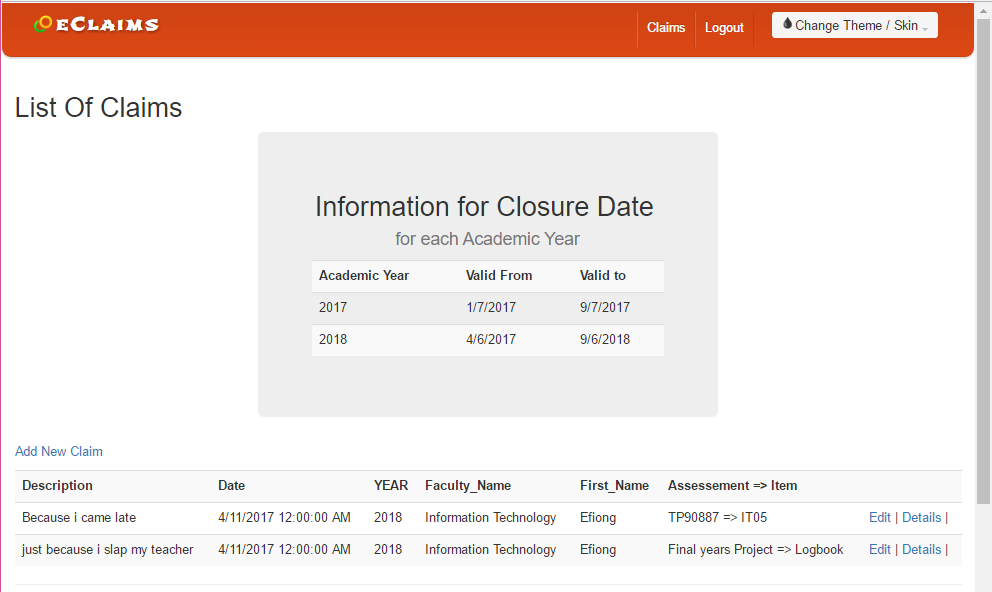 eClaims
Claims
Logout
Change Theme / Skin
List Of Claims
Information for Closure Date
for each Academic Year
Academic Year Valid From Valid to
2017 1/7/2017 9/7/2017
2018 4/6/2017 9/6/2018
Add New Claim
Description Date YEAR Faculty_Name First_Name Assessement => Item
Because i came late 4/11/2017 12:00:00 AM 2018 Information Technology Efiong TP90887 => IT05 Edit | Details |
just because i slap my teacher 4/11/2017 12:00:00 AM 2018 Information Technology Efiong Final years Project => Logbook Edit | Details |